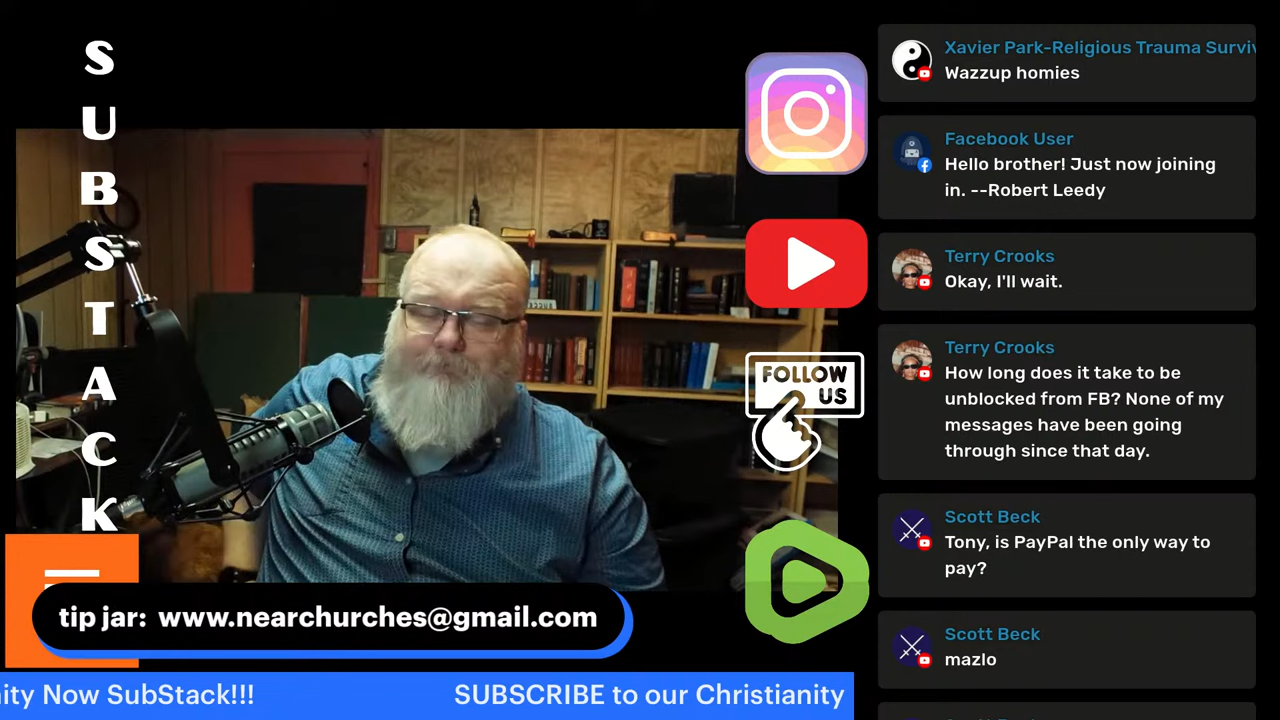 SUBSTACK
Xavier Park-Religious Trauma
Wazzup homies
Facebook User
Hello brother! Just now joining
in. --Robert Leedy
Terry Crooks
Okay, I'll wait.
Terry Crooks
How long does it take to be
unblocked from FB? None of my
messages have been going
through since that day.
Scott Beck
Tony, is PayPal the only way to
pay?
Scott Beck
mazlo
FOLLOW
US
tip jar: www.nearchurches@gmail.com
Now SubStack!!! SUBSCRIBE to our Christianity